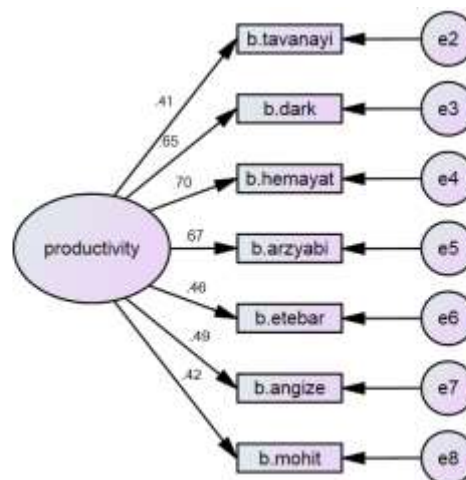 b.tavanayi e2
.41
b.dark e3
.65
b.hemayat e4
.70
productivity .67 b.arzyabi e5
.46
b.etebar e6
.49
b.angize e7
.42
b.mohit e8